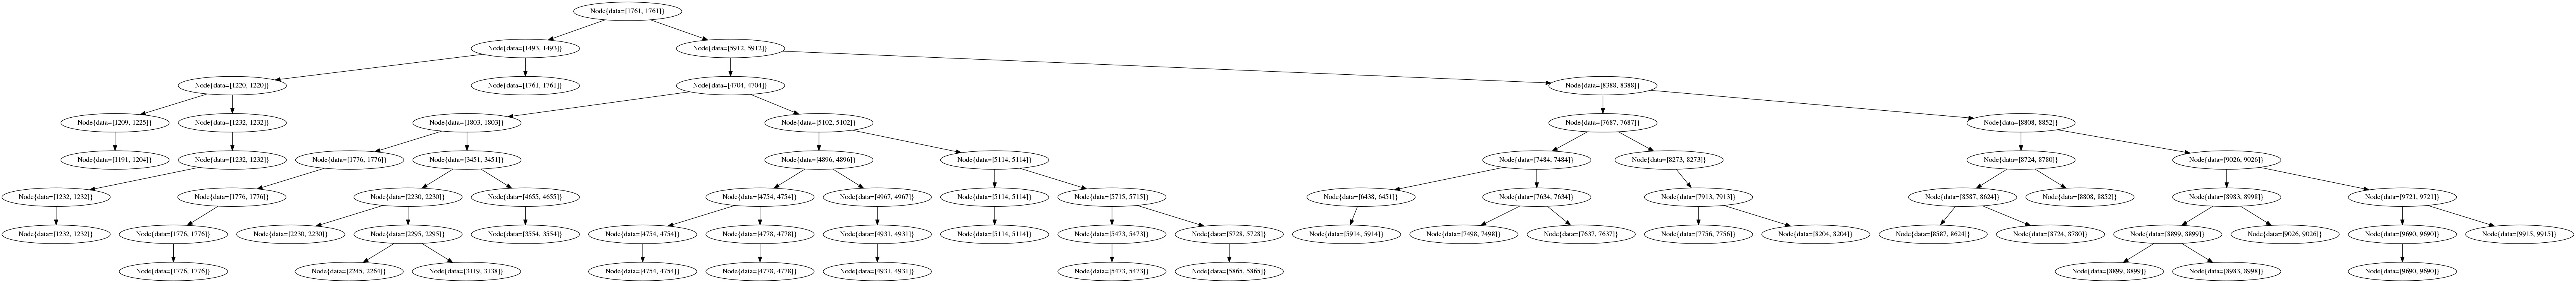 Node{data=[1761, 1761]}
Node{data=[1493, 1493]}
Node{data=[5912, 5912]}
Node{data=[1220, 1220]}
Node{data=[1761, 1761]}
Node{data=[4704, 4704]}
Node{data=[8388, 8388]}
Node{data=[1209, 1225]}
Node{data=[1232, 1232]}
Node{data=[1803, 1803]}
Node{data=[5102, 5102]}
Node{data=[7687, 7687]}
Node{data=[8808, 8852]}
Node{data=[1191, 1204]}
Node{data=[1232, 1232]}
Node{data=[1776, 1776]}
Node{data=[3451, 3451]}
Node{data=[4896, 4896]}
Node{data=[5114, 5114]}
Node{data=[7484, 7484]}
Node{data=[8273, 8273]}
Node{data=[8724, 8780]}
Node{data=[9026, 9026]}
Node{data=[1232, 1232]}
Node{data=[1776, 1776]}
Node{data=[2230, 2230]}
Node{data=[4655, 4655]}
Node{data=[4754, 4754]}
Node{data=[4967, 4967]}
Node{data=[5114, 5114]}
Node{data=[5715, 5715]}
Node{data=[6438, 6451]}
Node{data=[7634, 7634]}
Node{data=[7913, 7913]}
Node{data=[8587, 8624]}
Node{data=[8808, 8852]}
Node{data=[8983, 8998]}
Node{data=[9721, 9721]}
Node{data=[1232, 1232]}
Node{data=[1776, 1776]}
Node{data=[2230, 2230]}
Node{data=[2295, 2295]}
Node{data=[3554, 3554]}
Node{data=[4754, 4754]}
Node{data=[4778, 4778]}
Node{data=[4931, 4931]}
Node{data=[5114, 5114]}
Node{data=[5473, 5473]}
Node{data=[5728, 5728]}
Node{data=[5914, 5914]}
Node{data=[7498, 7498]}
Node{data=[7637, 7637]}
Node{data=[7756, 7756]}
Node{data=[8204, 8204]}
Node{data=[8587, 8624]}
Node{data=[8724, 8780]}
Node{data=[8899, 8899]}
Node{data=[9026, 9026]}
Node{data=[9690, 9690]}
Node{data=[9915, 9915]}
Node{data=[1776, 1776]}
Node{data=[2245, 2264]}
Node{data=[3119, 3138]}
Node{data=[4754, 4754]}
Node{data=[4778, 4778]}
Node{data=[4931, 4931]}
Node{data=[5473, 5473]}
Node{data=[5865, 5865]}
Node{data=[8899, 8899]}
Node{data=[8983, 8998]}
Node{data=[9690, 9690]}